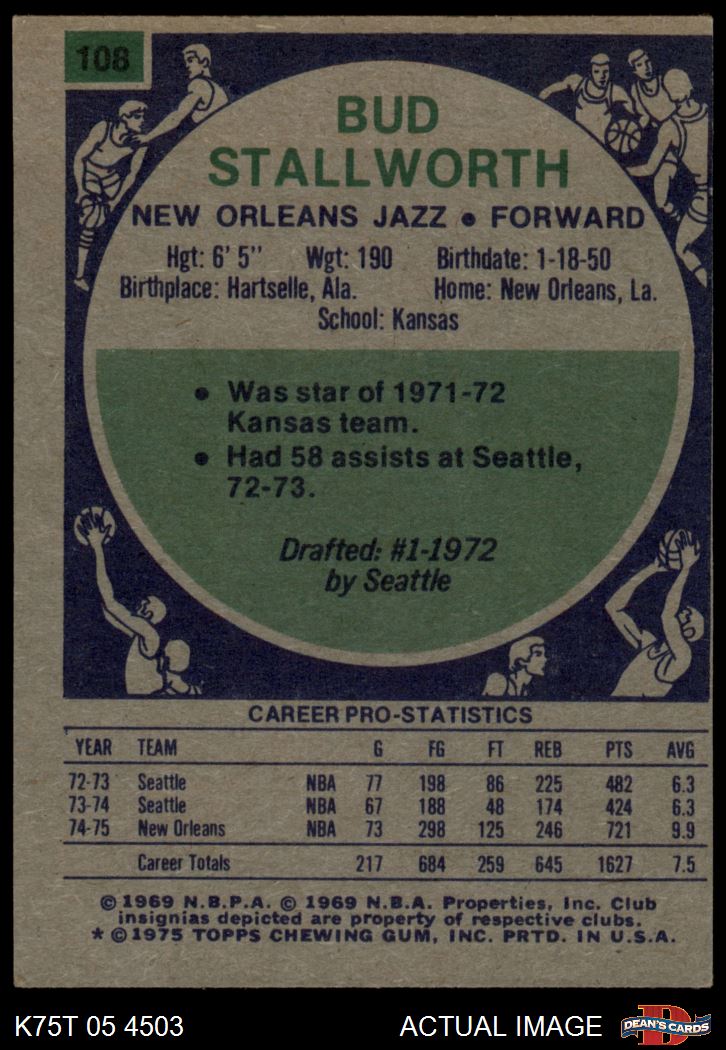 108
BUD
STALLWORTH
NEW ORLEANS JAZZ • FORWARD
Hgt: 6' 5" Wgt: 190 Birthdate: 1-18-50
Birthplace: Hartselle, Ala. Home: New Orleans, La.
School: Kansas
• Was star of 1971-72
Kansas team.
• Had 58 assists at Seattle,
72-73.
Drafted: #1-1972
by Seattle
CAREER PRO-STATISTICS
YEAR TEAM G FG FT REB PTS AVG
72-73 Seattle NBA 77 198 86 225 482 6.3
73-74 Seattle NBA 67 188 48 174 424 6.3
74-75 New Orleans NBA 73 298 125 246 721 9.9
Career Totals 217 684 259 645 1627 7.5
© 1969 N.B.P.A. © 1969 N.B.A. Properties, Inc. Club
insignias depicted are property of respective clubs.
* © 1975 TOPPS CHEWING GUM, INC. PRTD. IN U.S.A.
K75T 05 4503 ACTUAL IMAGE D DEAN'S CARDS